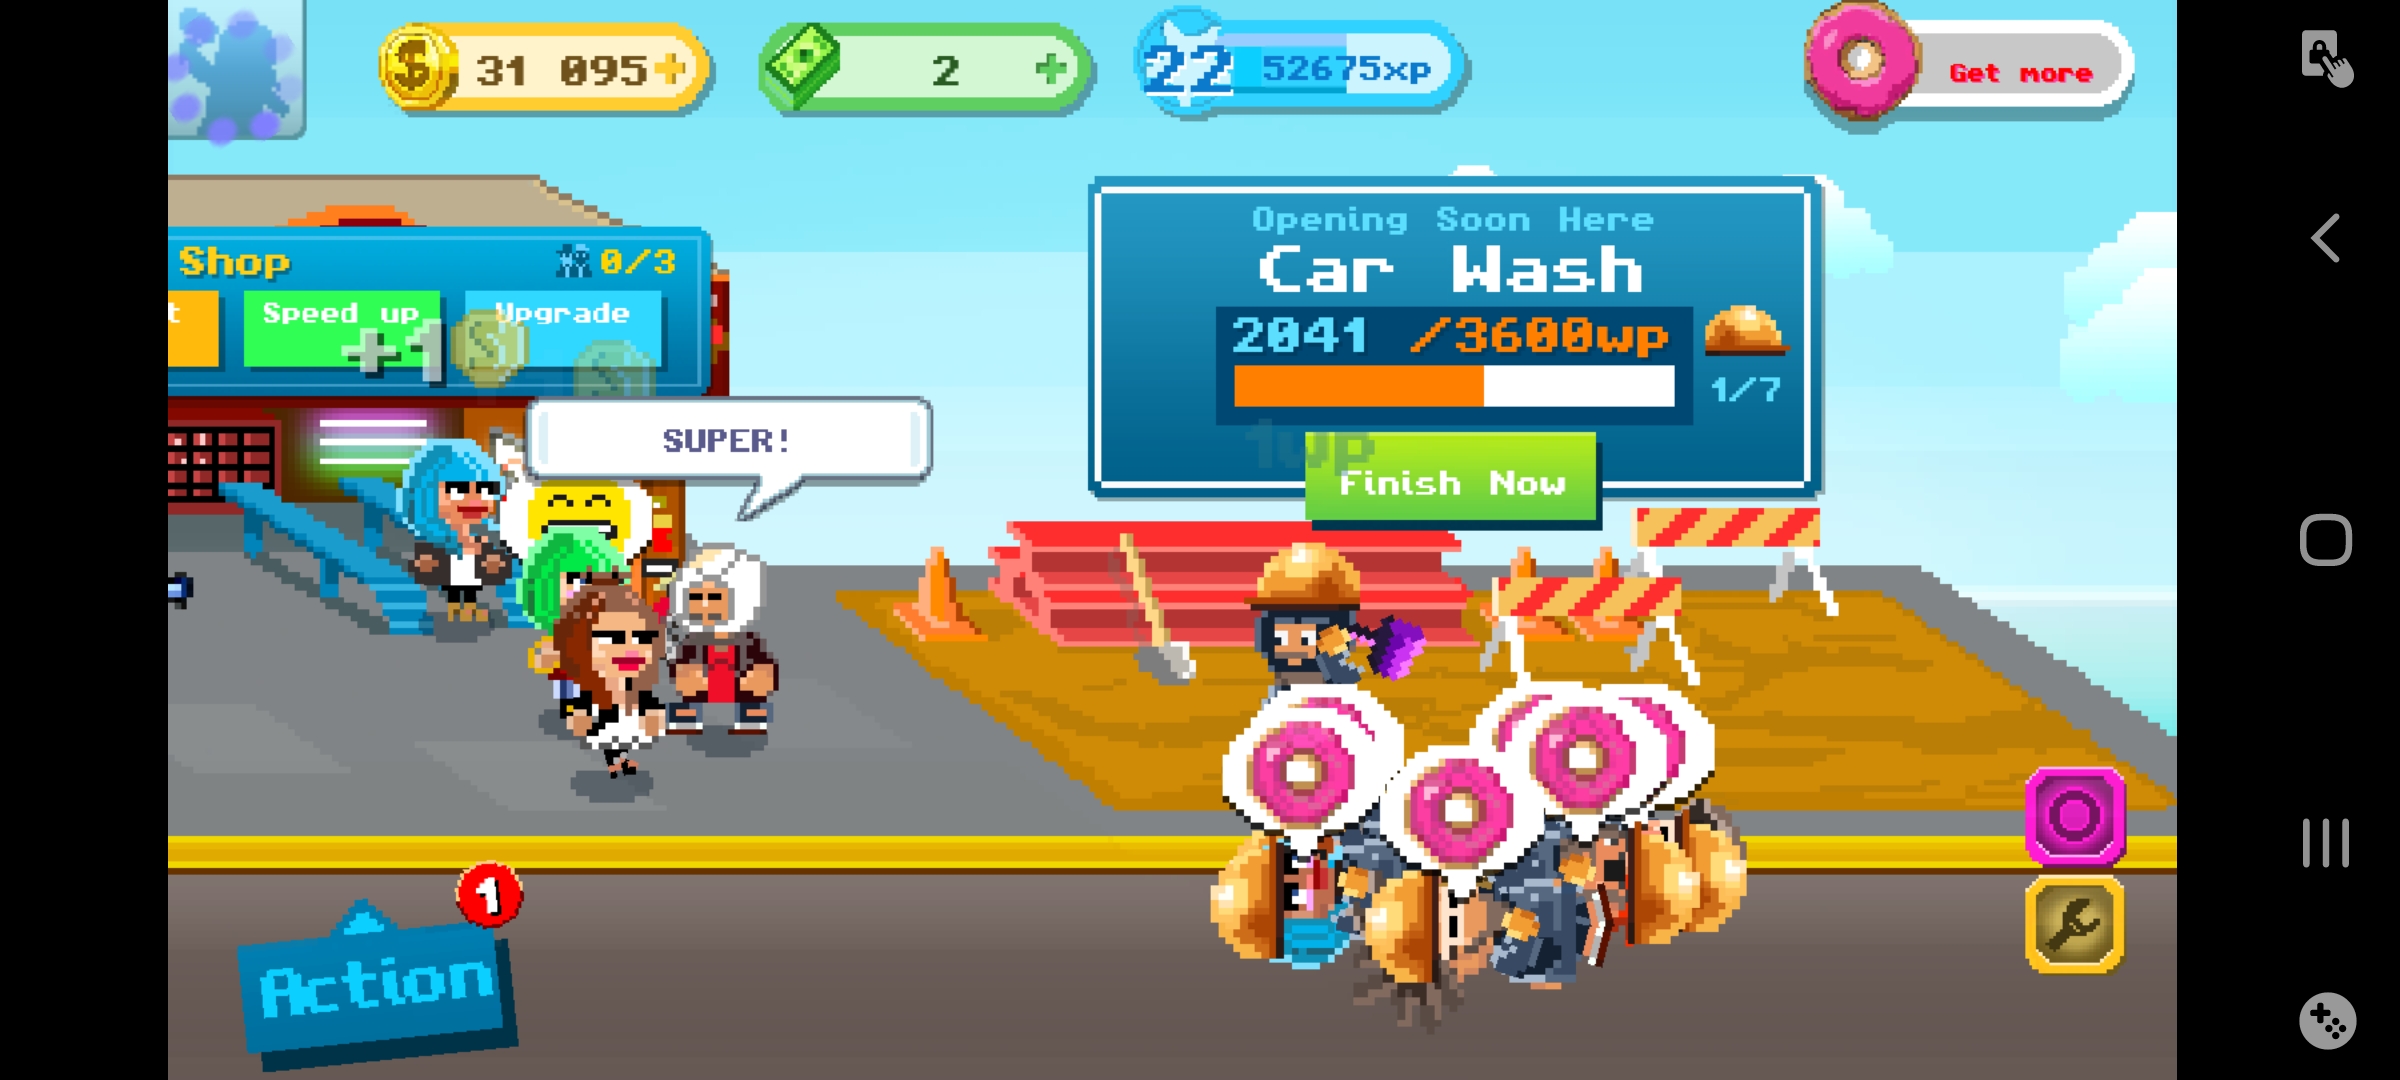 31 095 +
2 +
22 52675xp
Get more
Shop 0/3
t Speed up Upgrade
+1
SUPER!
Opening Soon Here
Car Wash
2041 /3600wp
1/7
1wp
Finish Now
1
Action